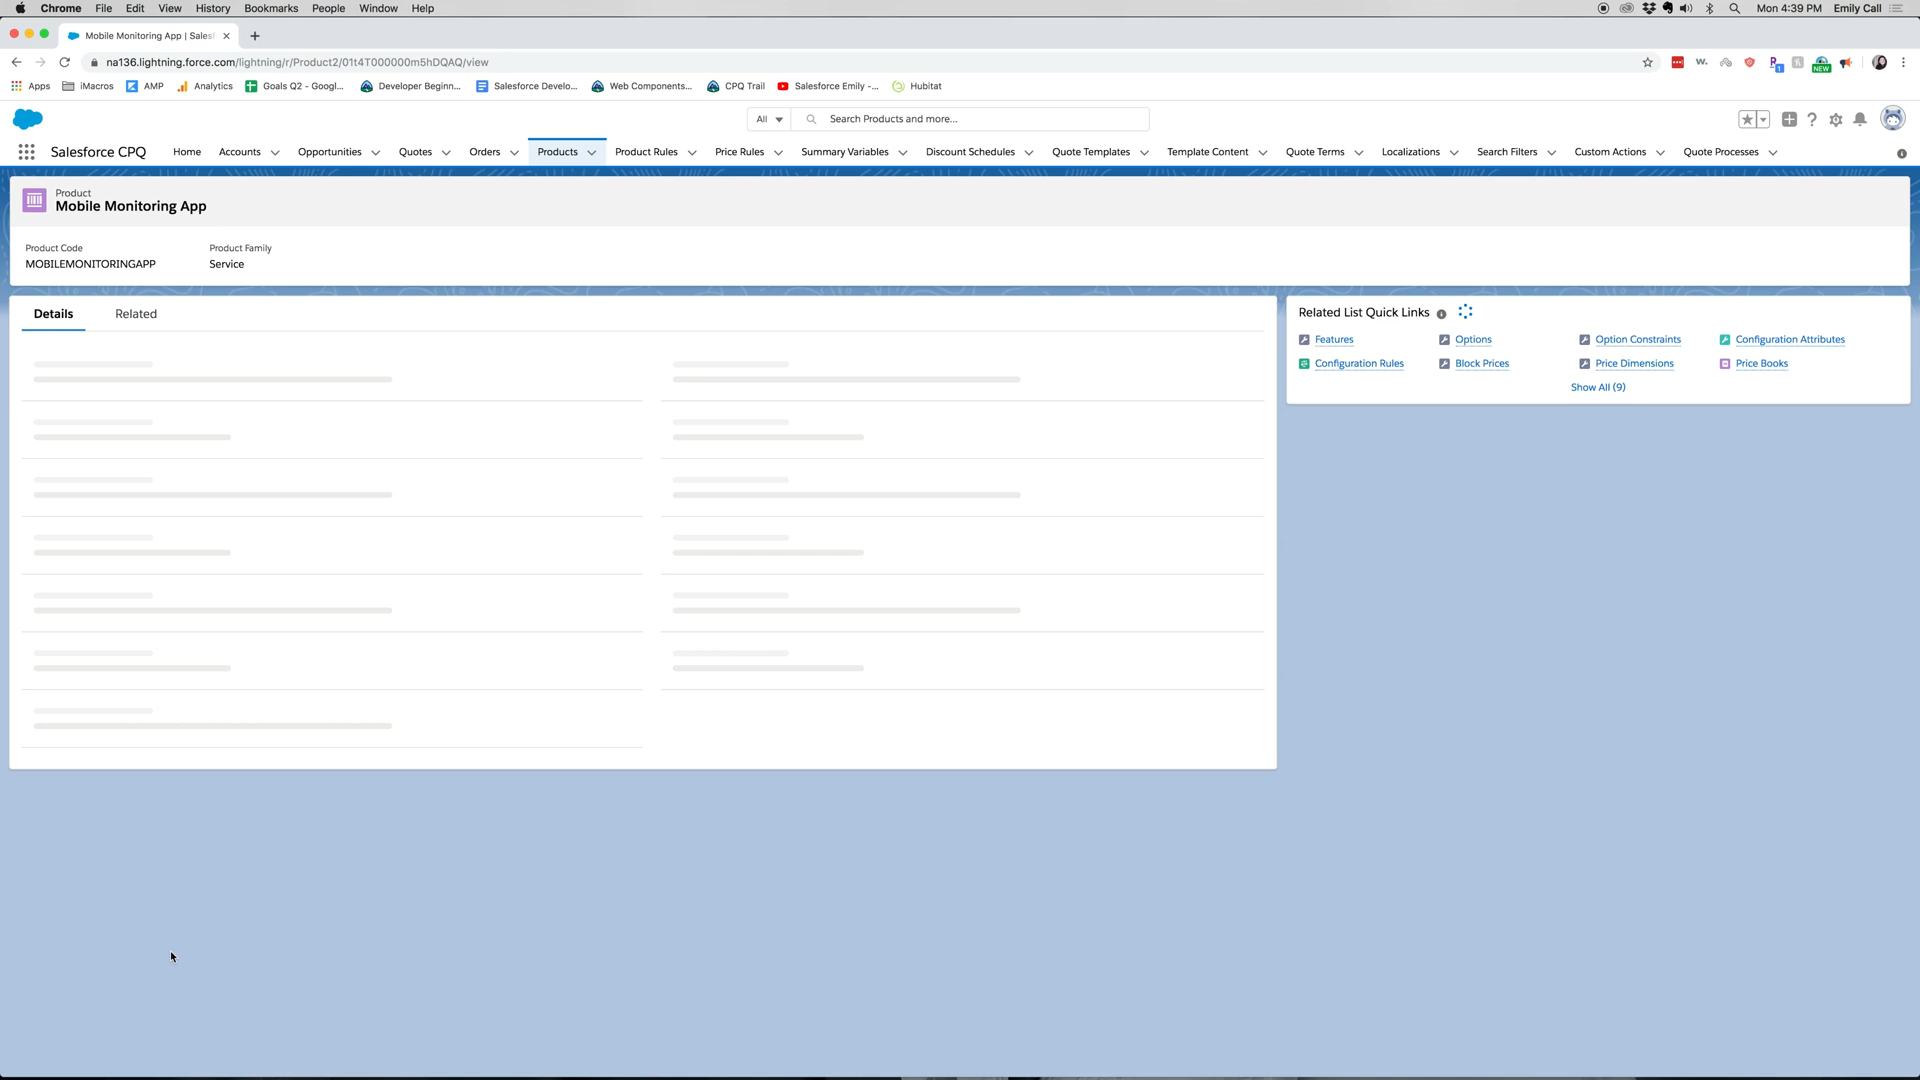 Chrome File Edit View History Bookmarks People Window Help Mon 4:39 PM Emily Call
Mobile Monitoring App | Sales
na136.lightning.force.com/lightning/r/Product2/01t4T000000m5hDQAQ/view
NEW
1
Apps iMacros AMP Analytics Goals Q2 - Googl... Developer Beginn... Salesforce Develo... Web Components... CPQ Trail Salesforce Emily -... Hubitat
All Search Products and more...
Salesforce CPQ Home Accounts Opportunities Quotes Orders Products Product Rules Price Rules Summary Variables Discount Schedules Quote Templates Template Content Quote Terms Localizations Search Filters Custom Actions Quote Processes
Product
Mobile Monitoring App
Product Code Product Family
MOBILEMONITORINGAPP Service
Details Related
Related List Quick Links
Features Options Option Constraints Configuration Attributes
Configuration Rules Block Prices Price Dimensions Price Books
Show All (9)